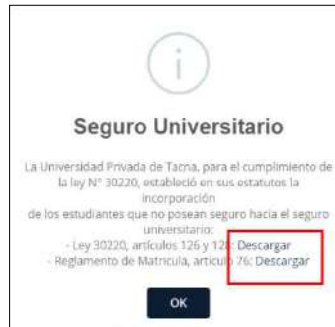 i
Seguro Universitario
La Universidad Privada de Tacna, para el cumplimiento de
la ley N° 30220, estableció en sus estatutos la
incorporación
de los estudiantes que no posean seguro hacia el seguro
universitario:
- Ley 30220, artículos 126 y 128: Descargar
- Reglamento de Matricula, artículo 76: Descargar
OK